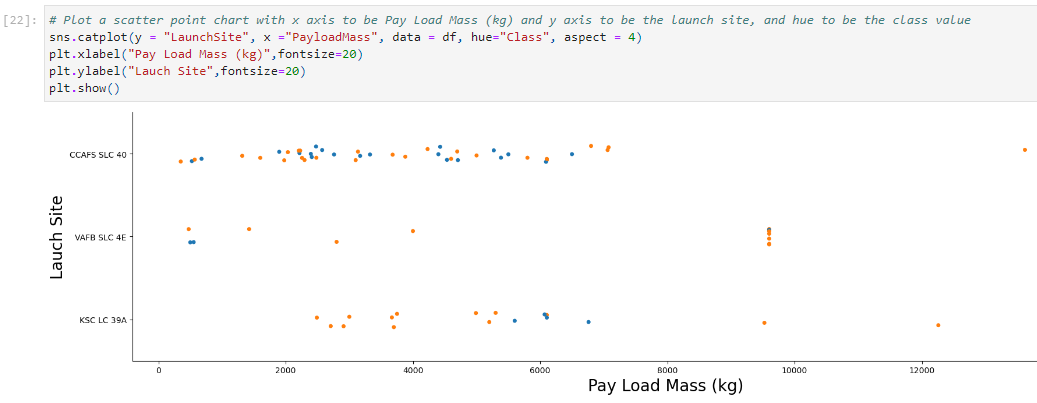 [22]: # Plot a scatter point chart with x axis to be Pay Load Mass (kg) and y axis to be the launch site, and hue to be the class value
sns.catplot(y = "LaunchSite", x ="PayloadMass", data = df, hue="Class", aspect = 4)
plt.xlabel("Pay Load Mass (kg)",fontsize=20)
plt.ylabel("Lauch Site",fontsize=20)
plt.show()
CCAFS SLC 40
VAFB SLC 4E
KSC LC 39A
Lauch Site
0 2000 4000 6000 8000 10000 12000
Pay Load Mass (kg)